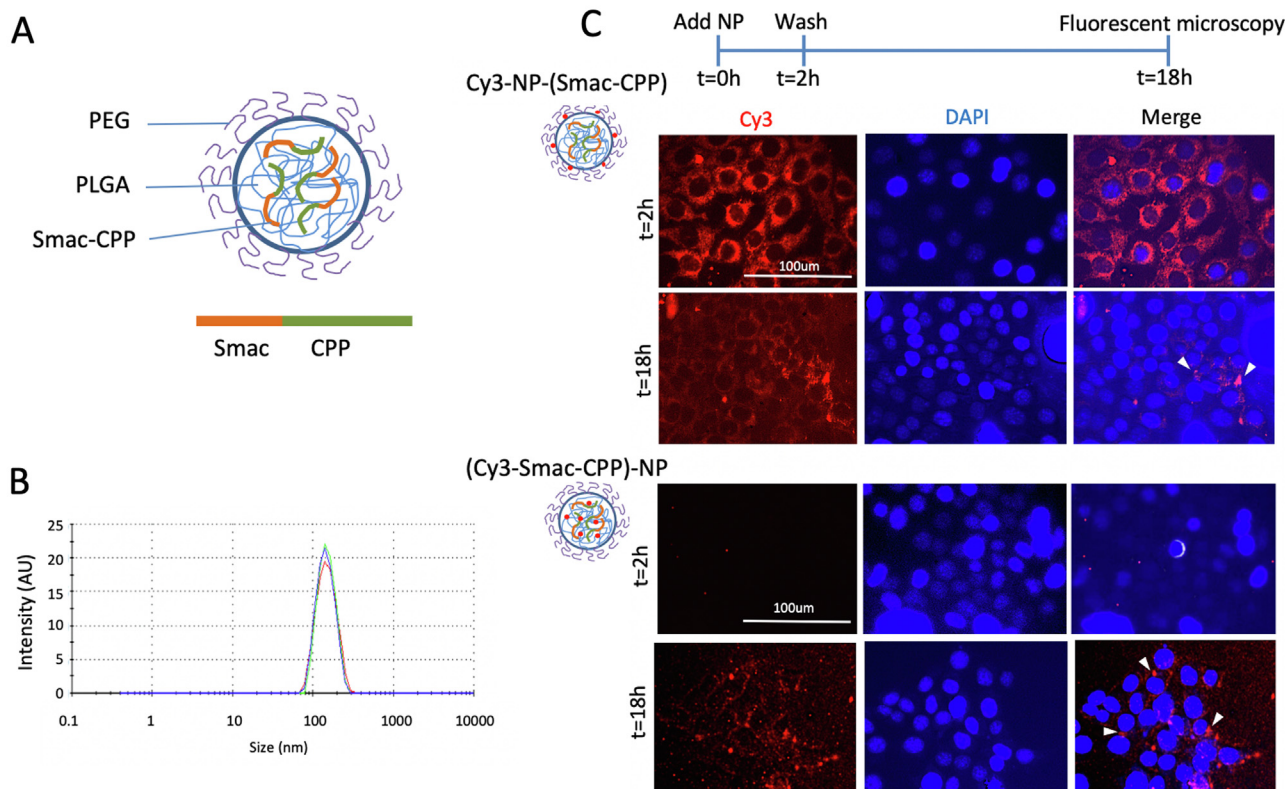 A
PEG
PLGA
Smac-CPP
Smac CPP
B
25
20
15
10
5
0
Intensity (AU)
0.1 1 10 100 1000 10000
Size (nm)
C
Add NP Wash Fluorescent microscopy
t=0h t=2h t=18h
Cy3-NP-(Smac-CPP)
Cy3 DAPI Merge
t=2h
100um
t=18h
(Cy3-Smac-CPP)-NP
t=2h
100um
t=18h